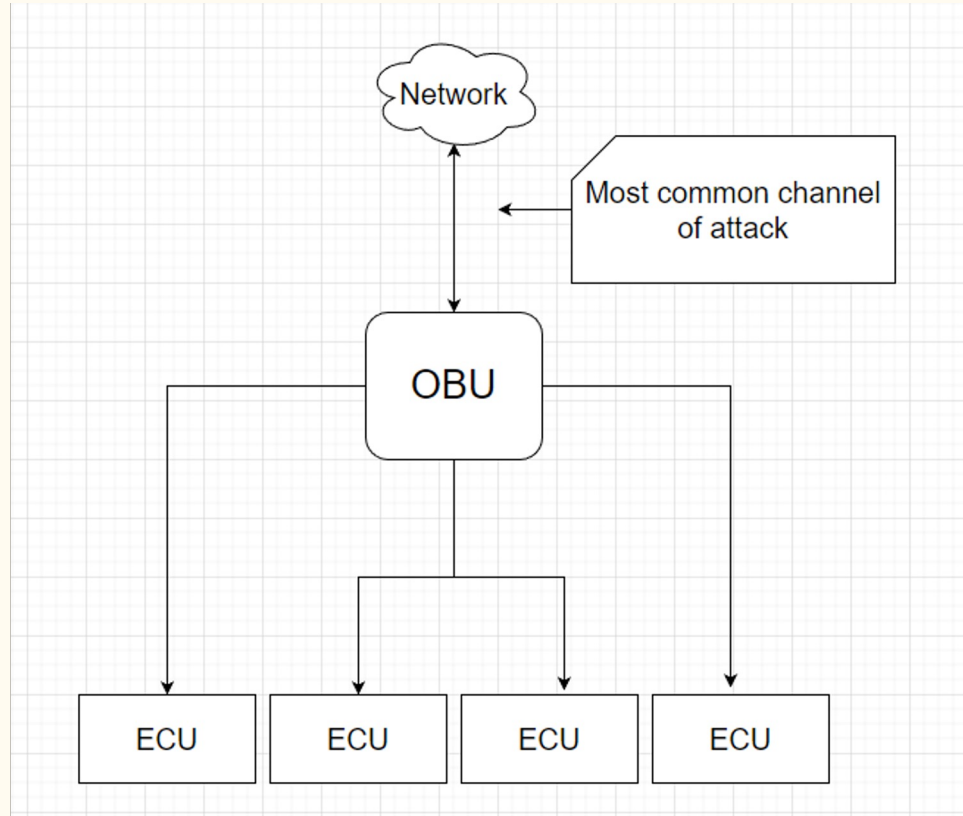 Network
Most common channel
of attack
OBU
ECU
ECU
ECU
ECU